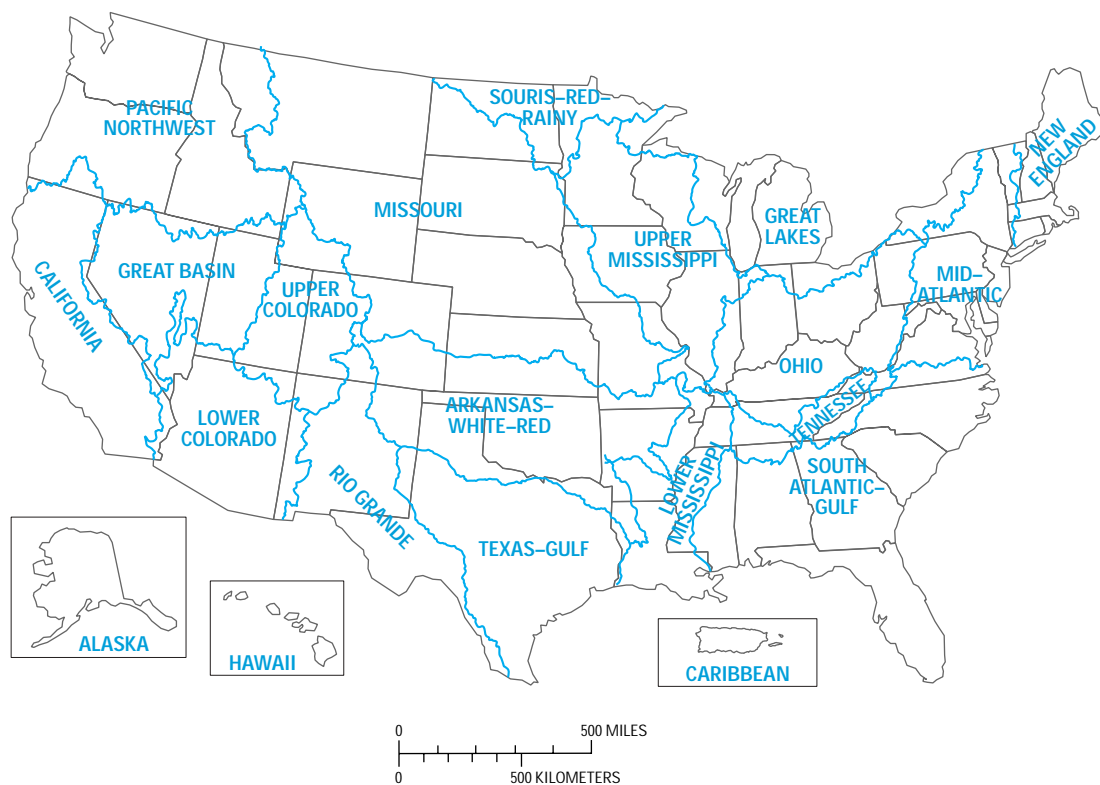 SOURIS–RED–
RAINY
PACIFIC
NORTHWEST
NEW
ENGLAND
MISSOURI
GREAT
LAKES
UPPER
MISSISSIPPI
GREAT BASIN
MID–
ATLANTIC
CALIFORNIA
UPPER
COLORADO
OHIO
TENNESSEE
ARKANSAS–
WHITE–RED
LOWER
COLORADO
LOWER
MISSISSIPPI
SOUTH
ATLANTIC–
GULF
RIO GRANDE
TEXAS–GULF
ALASKA
HAWAII
CARIBBEAN
0 500 MILES
0 500 KILOMETERS